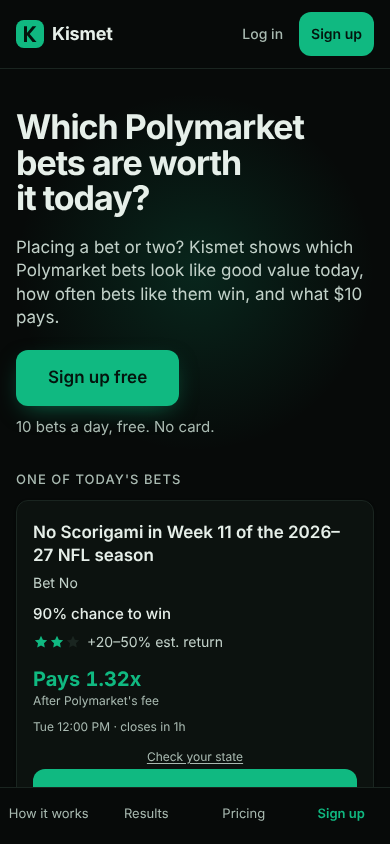 K Kismet
Log in
Sign up
Which Polymarket
bets are worth
it today?
Placing a bet or two? Kismet shows which
Polymarket bets look like good value today,
how often bets like them win, and what $10
pays.
Sign up free
10 bets a day, free. No card.
ONE OF TODAY'S BETS
No Scorigami in Week 11 of the 2026–
27 NFL season
Bet No
90% chance to win
+20–50% est. return
Pays 1.32x
After Polymarket's fee
Tue 12:00 PM · closes in 1h
Check your state
How it works
Results
Pricing
Sign up